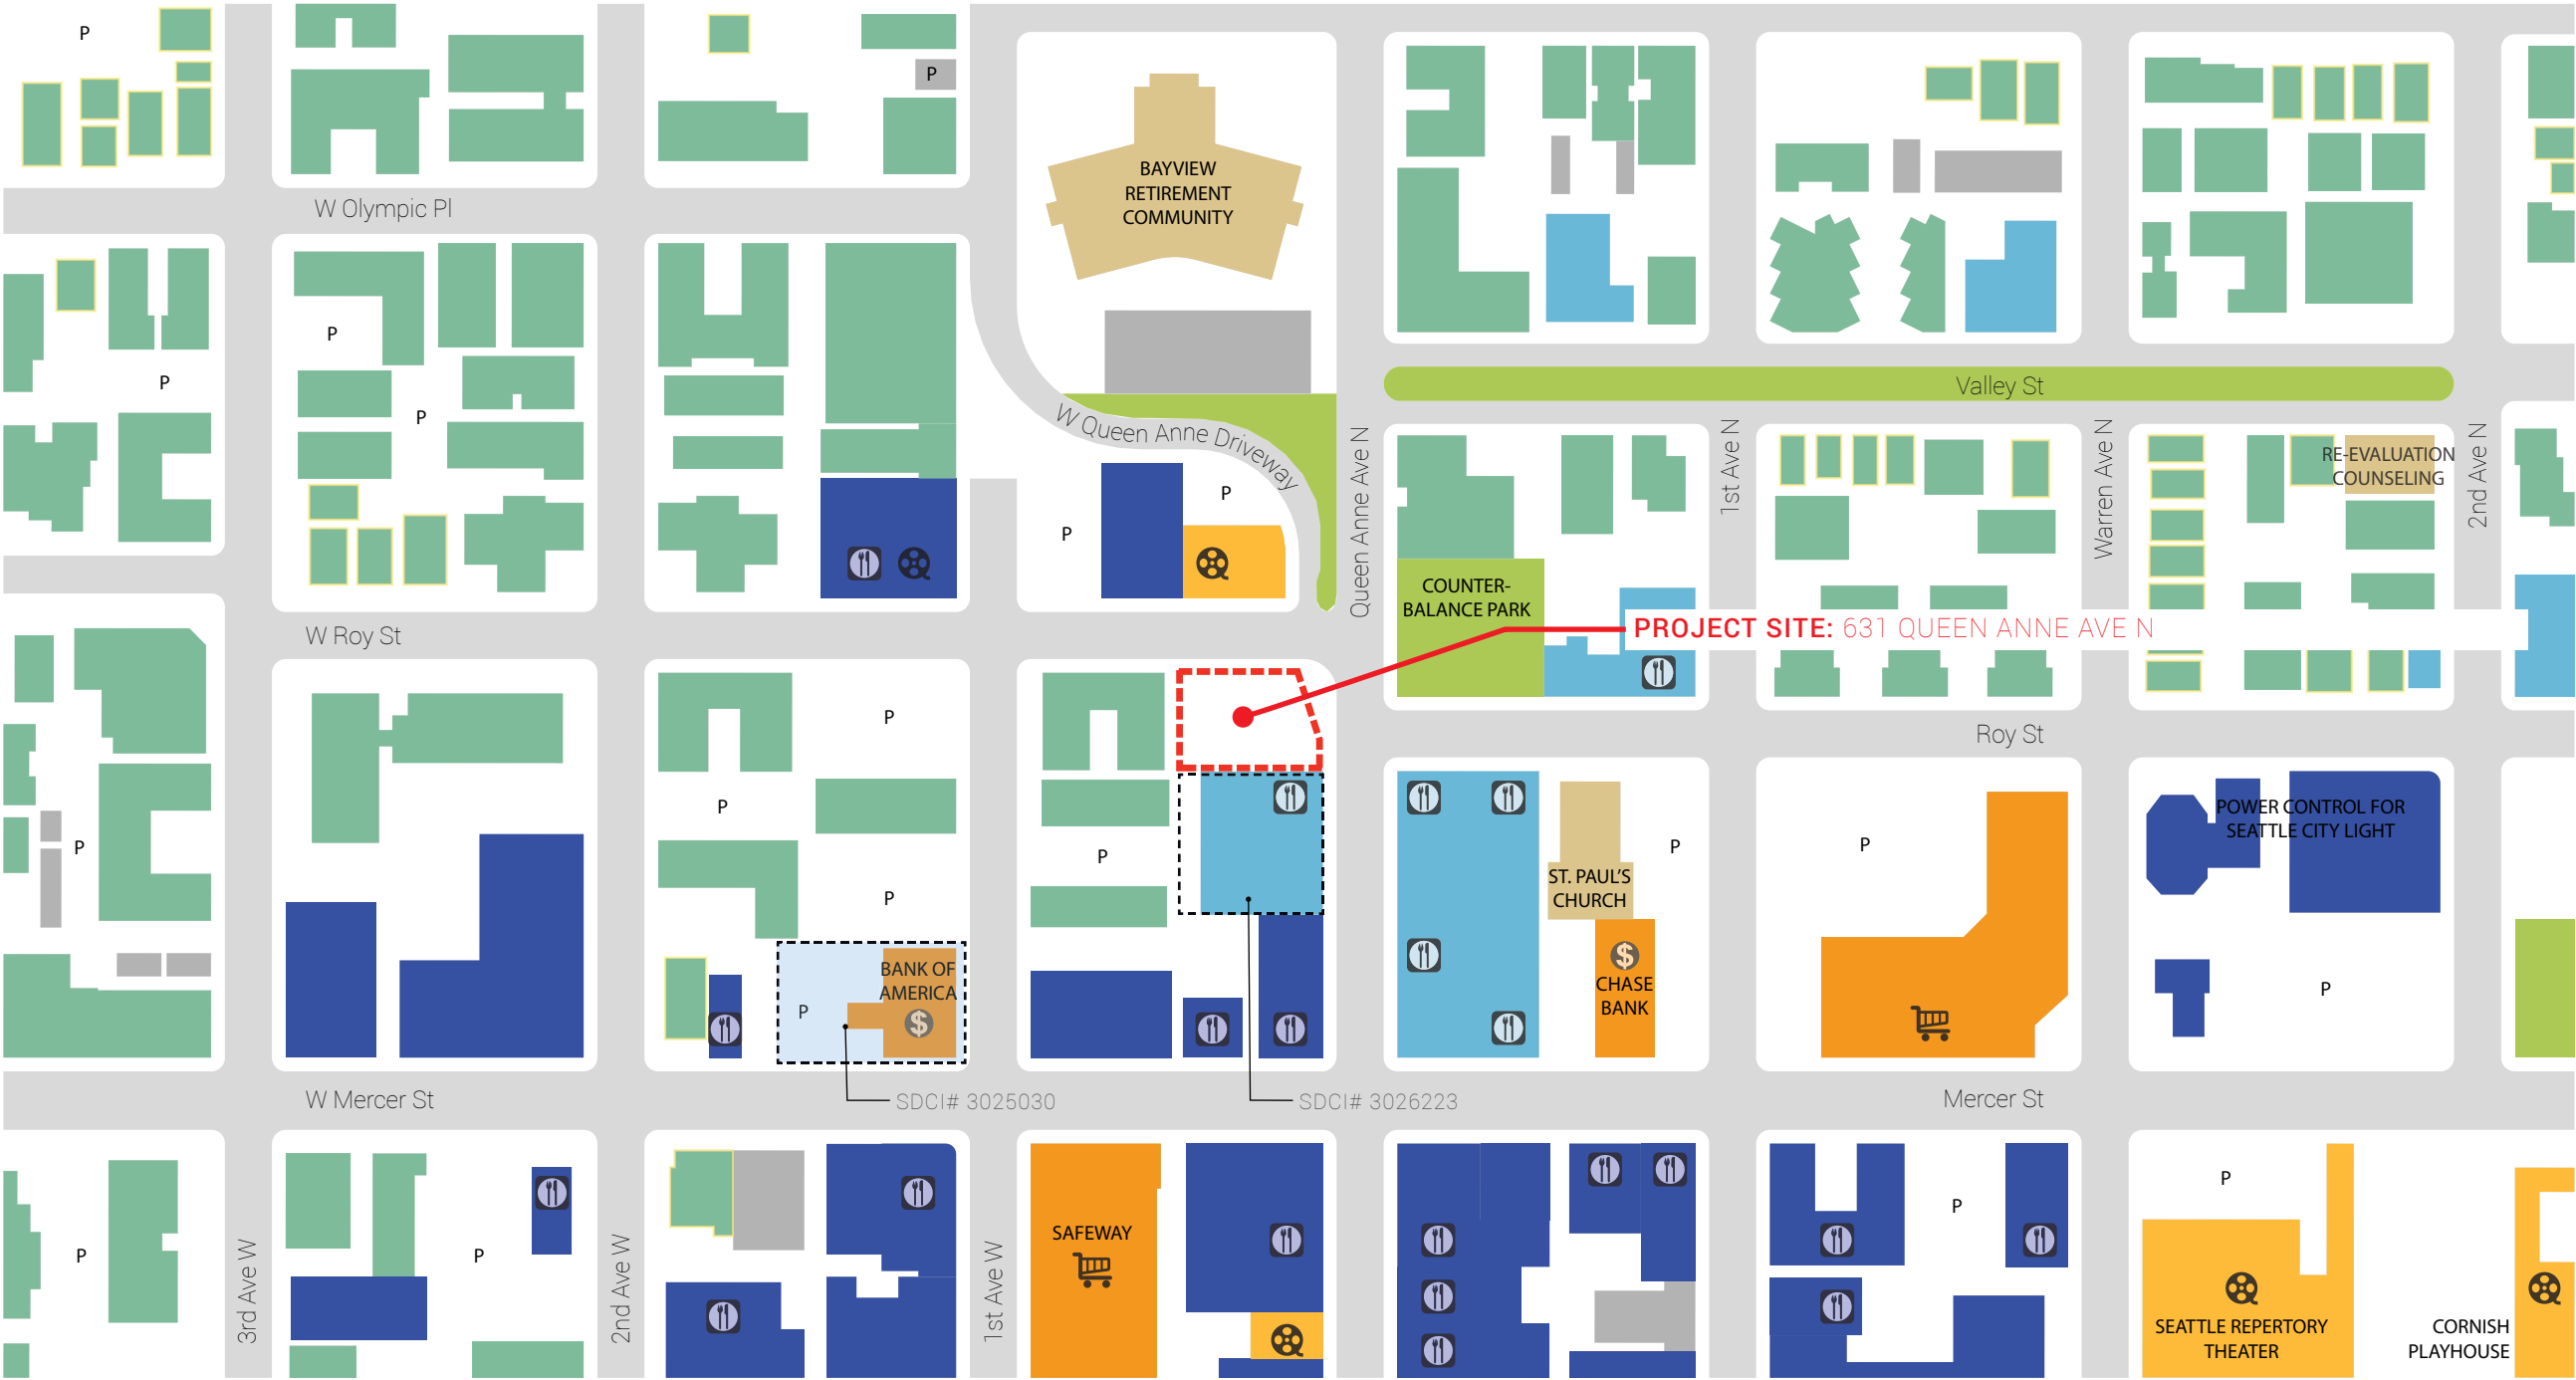 P
P
BAYVIEW
RETIREMENT
COMMUNITY
W Olympic Pl
P
P
P
Valley St
W Queen Anne Driveway
Queen Anne Ave N
1st Ave N
Warren Ave N
2nd Ave N
RE-EVALUATION
COUNSELING
P
P
COUNTER-
BALANCE PARK
PROJECT SITE: 631 QUEEN ANNE AVE N
W Roy St
Roy St
P
P
P
P
P
P
P
ST. PAUL'S
CHURCH
POWER CONTROL FOR
SEATTLE CITY LIGHT
BANK OF
AMERICA
$
P
$
CHASE
BANK
P
W Mercer St
SDCI# 3025030
SDCI# 3026223
Mercer St
P
P
P
P
SAFEWAY
3rd Ave W
2nd Ave W
1st Ave W
SEATTLE REPERTORY
THEATER
CORNISH
PLAYHOUSE